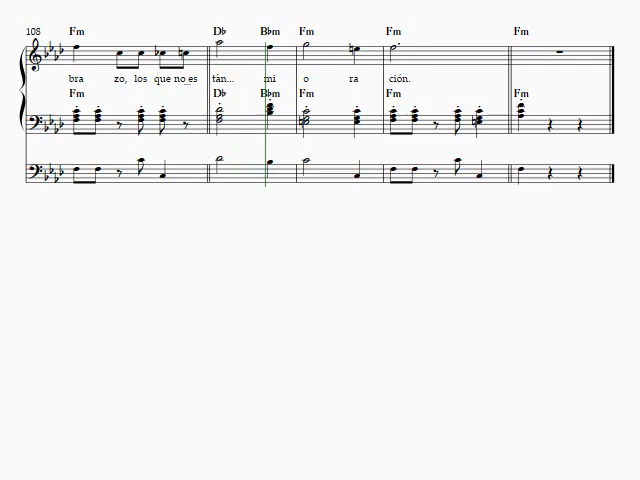 108 Fm D♭ B♭m Fm Fm Fm
bra zo, los que no es tán... mi o ra ción.
Fm D♭ B♭m Fm Fm Fm